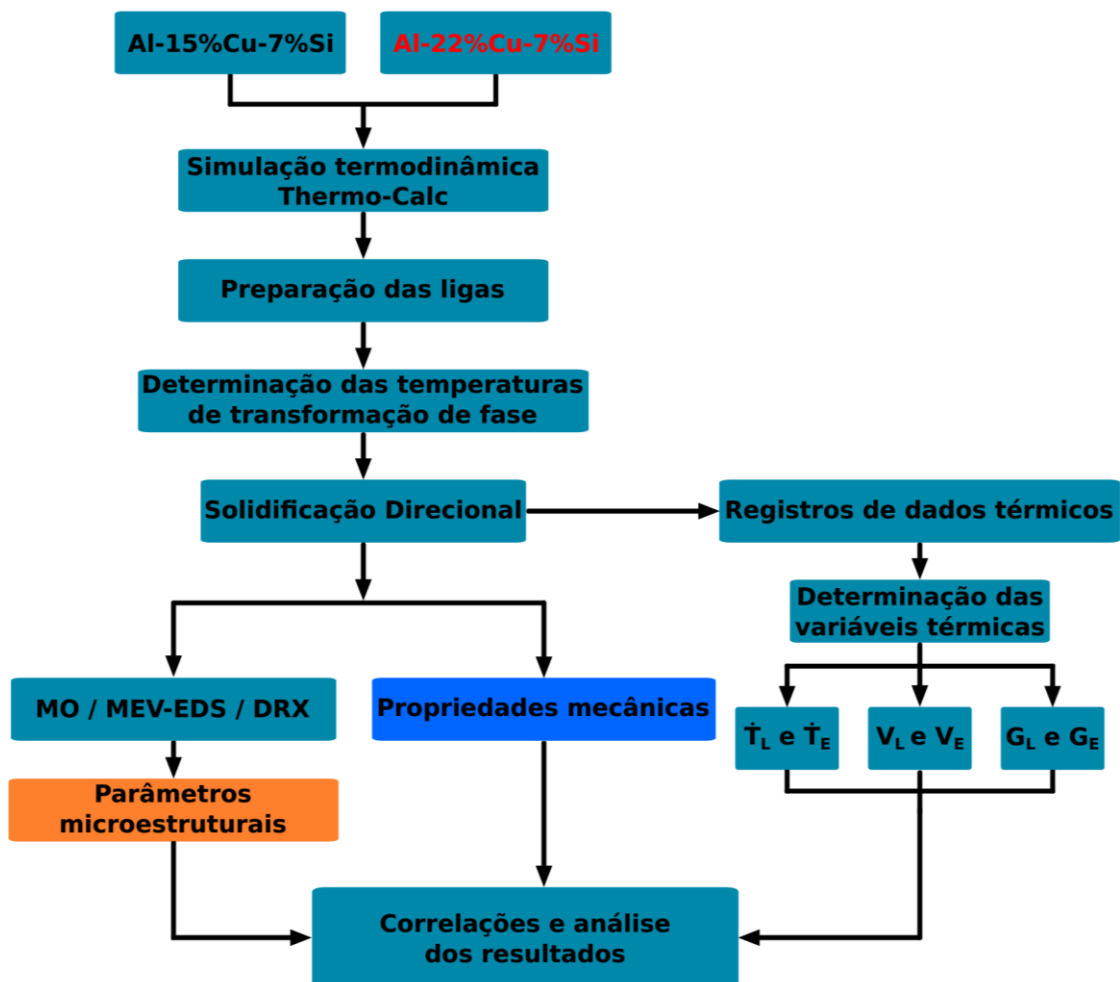 Al-15%Cu-7%Si
Al-22%Cu-7%Si
Simulação termodinâmica
Thermo-Calc
Preparação das ligas
Determinação das temperaturas
de transformação de fase
Solidificação Direcional
Registros de dados térmicos
Determinação das
variáveis térmicas
MO / MEV-EDS / DRX
Propriedades mecânicas
Ṫ_L e Ṫ_E
V_L e V_E
G_L e G_E
Parâmetros
microestruturais
Correlações e análise
dos resultados